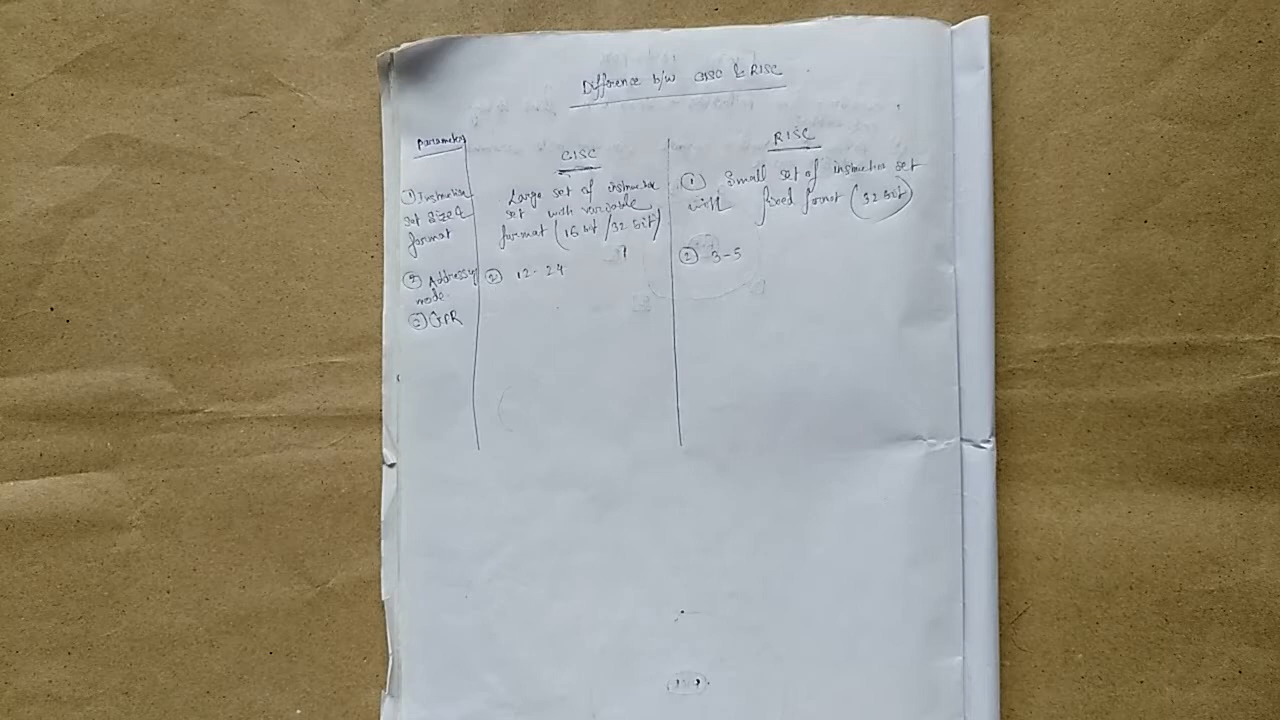 Difference b/w CISC & RISC
Parameters
CISC
RISC
① Instruction
set size &
format
Large set of instruction
set with variable
format (16 bit / 32 bit)
① Small set of instruction set
with fixed format (32 bit)
Addressing
mode
② 12 - 24
② 3 - 5
GPR